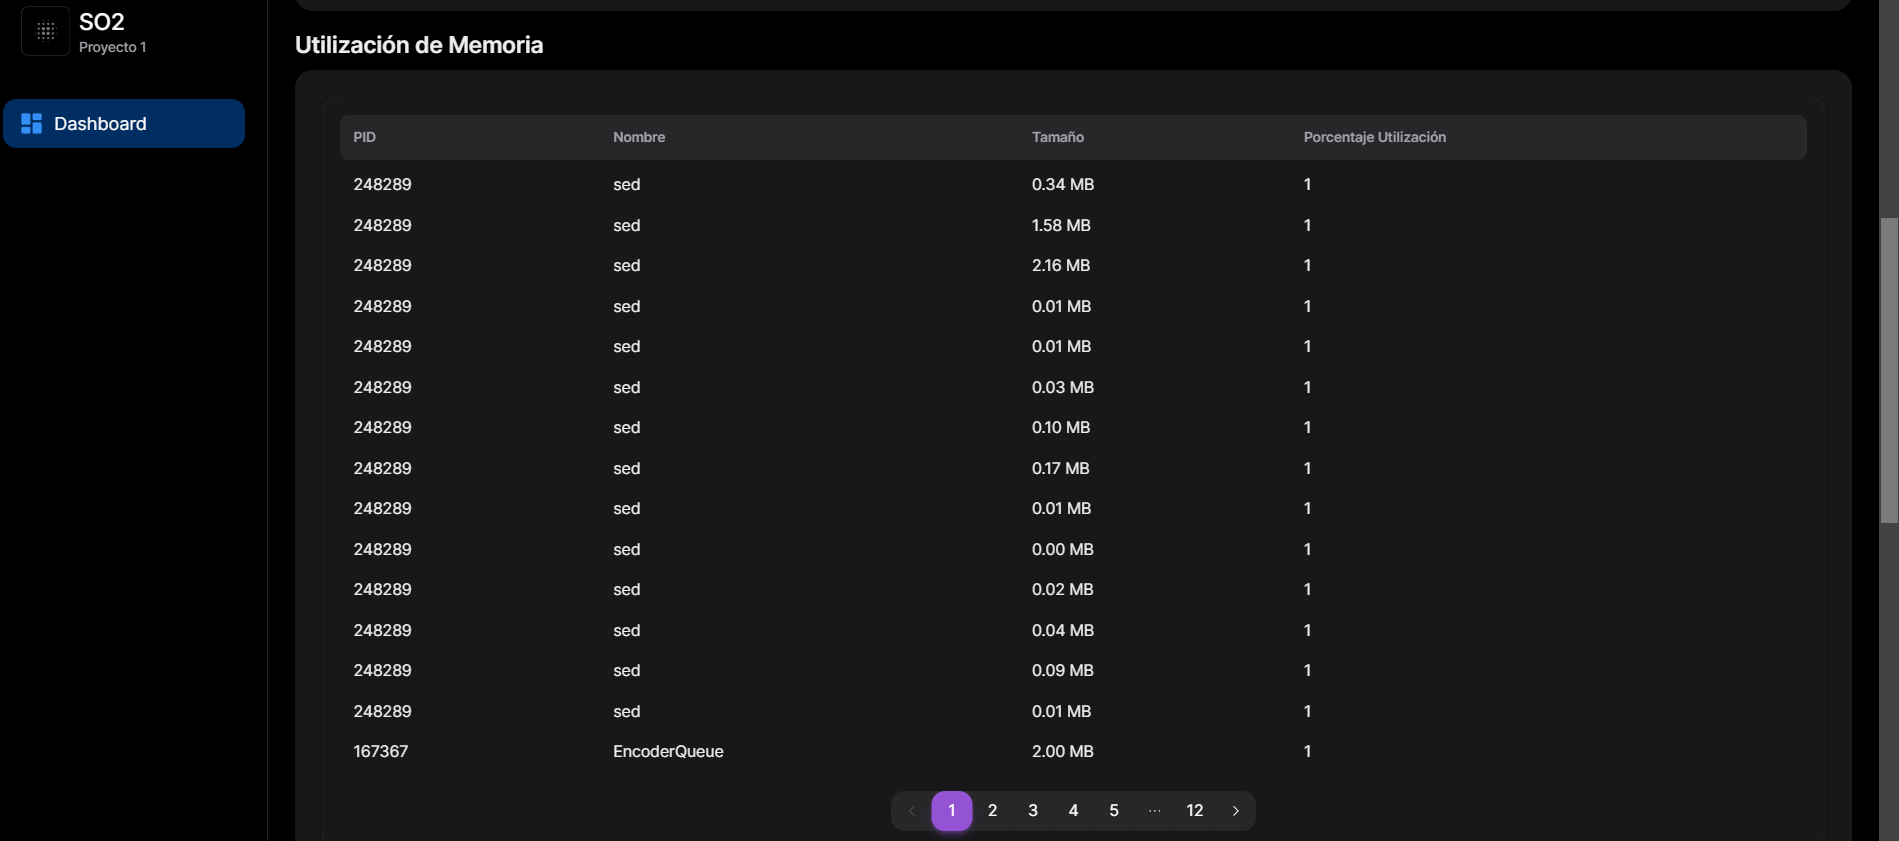 SO2
Proyecto 1
Dashboard
Utilización de Memoria
PID Nombre Tamaño Porcentaje Utilización
248289 sed 0.34 MB 1
248289 sed 1.58 MB 1
248289 sed 2.16 MB 1
248289 sed 0.01 MB 1
248289 sed 0.01 MB 1
248289 sed 0.03 MB 1
248289 sed 0.10 MB 1
248289 sed 0.17 MB 1
248289 sed 0.01 MB 1
248289 sed 0.00 MB 1
248289 sed 0.02 MB 1
248289 sed 0.04 MB 1
248289 sed 0.09 MB 1
248289 sed 0.01 MB 1
167367 EncoderQueue 2.00 MB 1
1 2 3 4 5 ... 12